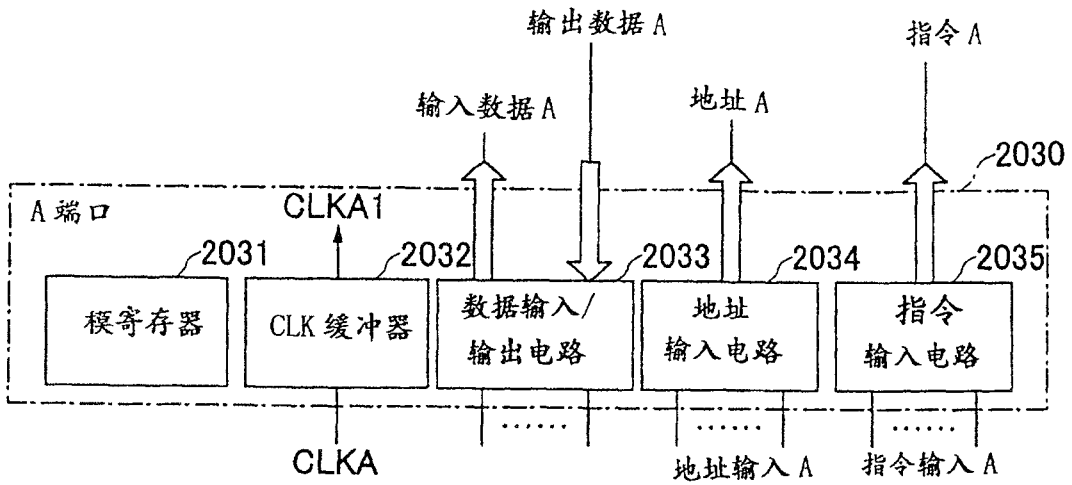 输出数据 A
指令 A
输入数据 A
地址 A
2030
A 端口
CLKA1
2031
2032
2033
2034
2035
模寄存器
CLK 缓冲器
数据输入/
输出电路
地址
输入电路
指令
输入电路
......
......
......
CLKA
地址输入 A
指令输入 A